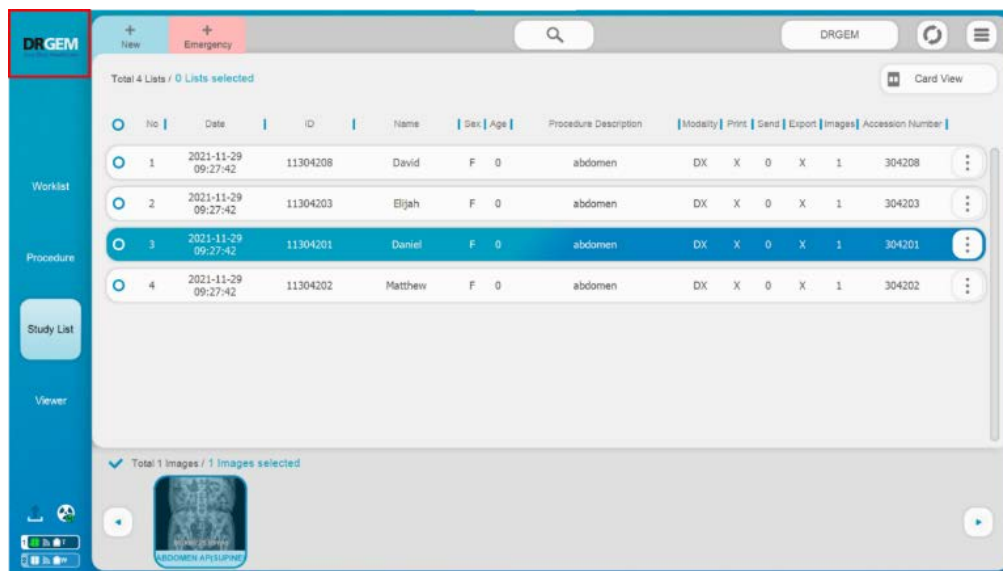 DRGEM
New
Emergency
DRGEM
Total 4 Lists / 0 Lists selected
Card View
No Date ID Name Sex Age Procedure Description Modality Print Send Export Images Accession Number
1 2021-11-29 09:27:42 11304208 David F 0 abdomen DX X 0 X 1 304208
2 2021-11-29 09:27:42 11304203 Elijah F 0 abdomen DX X 0 X 1 304203
3 2021-11-29 09:27:42 11304201 Daniel F 0 abdomen DX X 0 X 1 304201
4 2021-11-29 09:27:42 11304202 Matthew F 0 abdomen DX X 0 X 1 304202
Worklist
Procedure
Study List
Viewer
Total 1 Images / 1 Images selected
ABDOMEN AP(SUPINE)
1
2